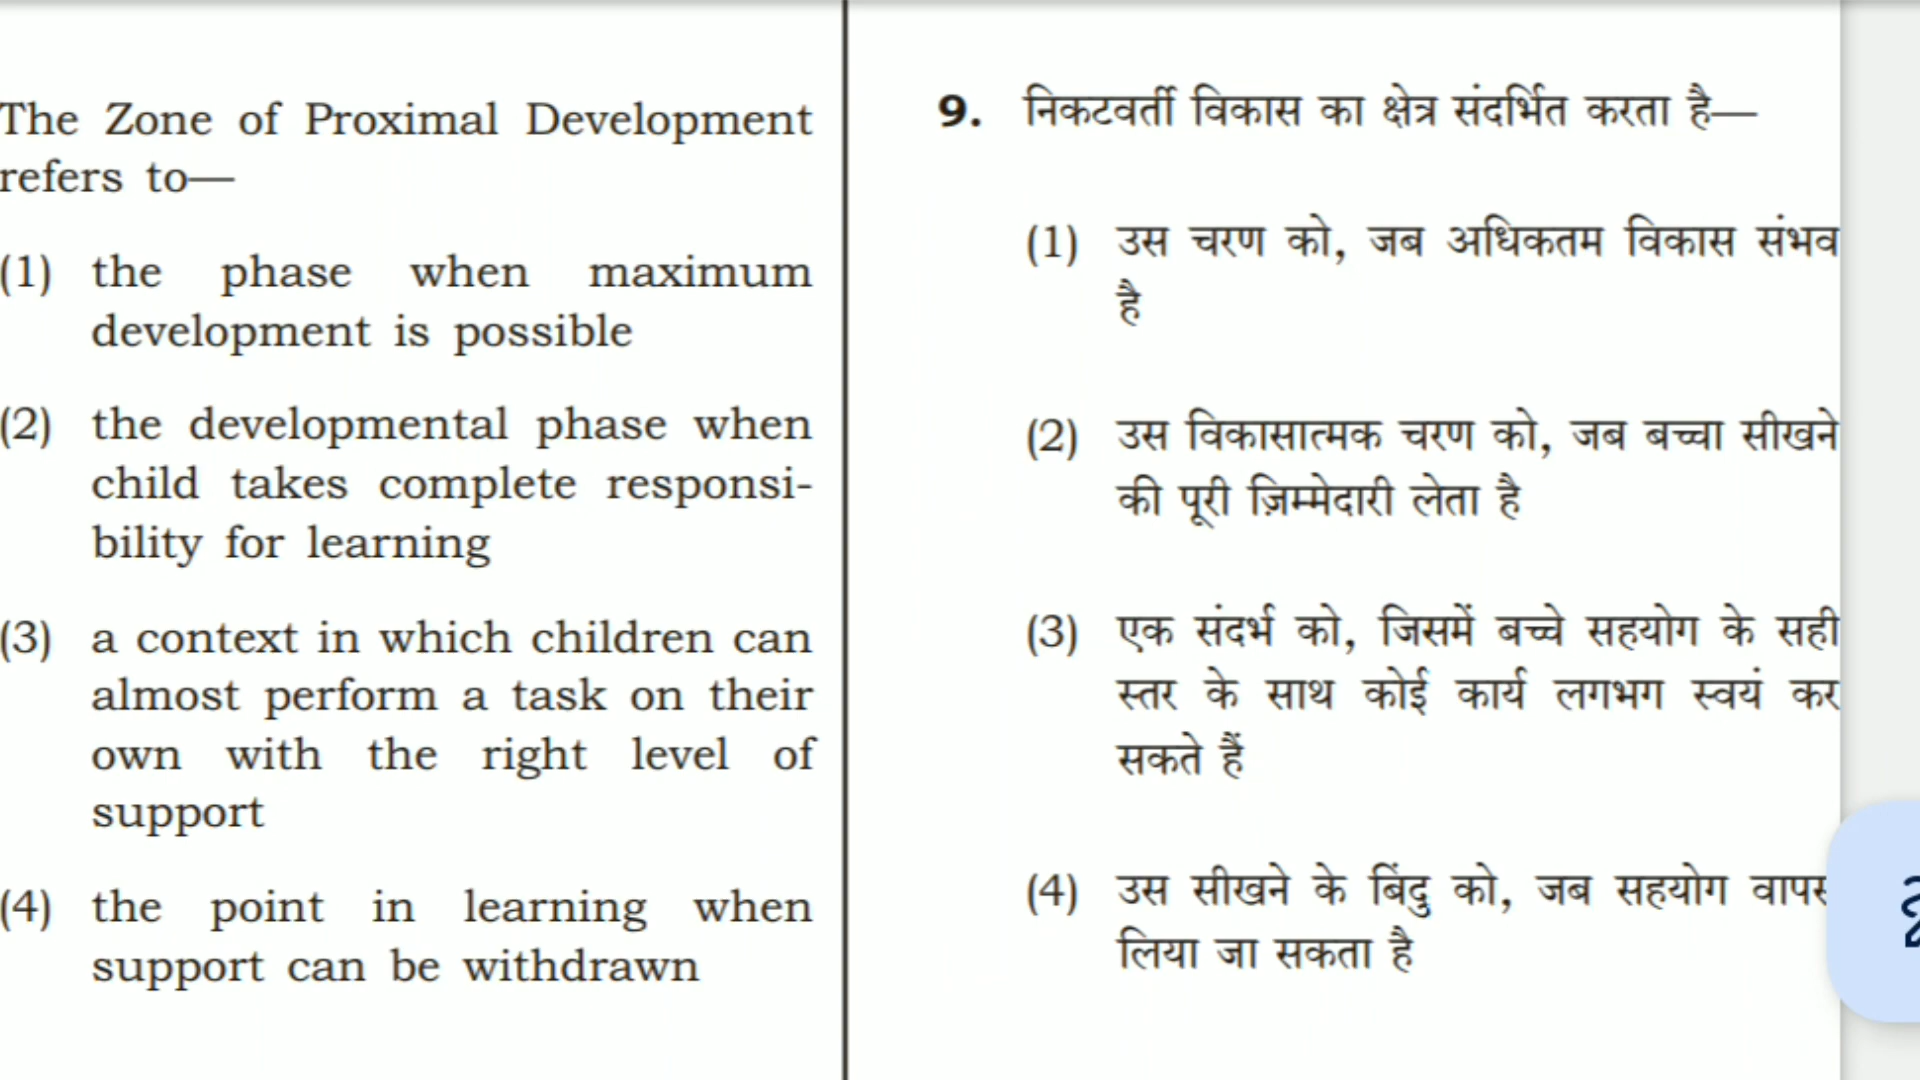 The Zone of Proximal Development
refers to—
(1) the phase when maximum
development is possible
(2) the developmental phase when
child takes complete responsi-
bility for learning
(3) a context in which children can
almost perform a task on their
own with the right level of
support
(4) the point in learning when
support can be withdrawn
9. निकटवर्ती विकास का क्षेत्र संदर्भित करता है—
(1) उस चरण को, जब अधिकतम विकास संभव
है
(2) उस विकासात्मक चरण को, जब बच्चा सीखने
की पूरी ज़िम्मेदारी लेता है
(3) एक संदर्भ को, जिसमें बच्चे सहयोग के सही
स्तर के साथ कोई कार्य लगभग स्वयं कर
सकते हैं
(4) उस सीखने के बिंदु को, जब सहयोग वापस
लिया जा सकता है